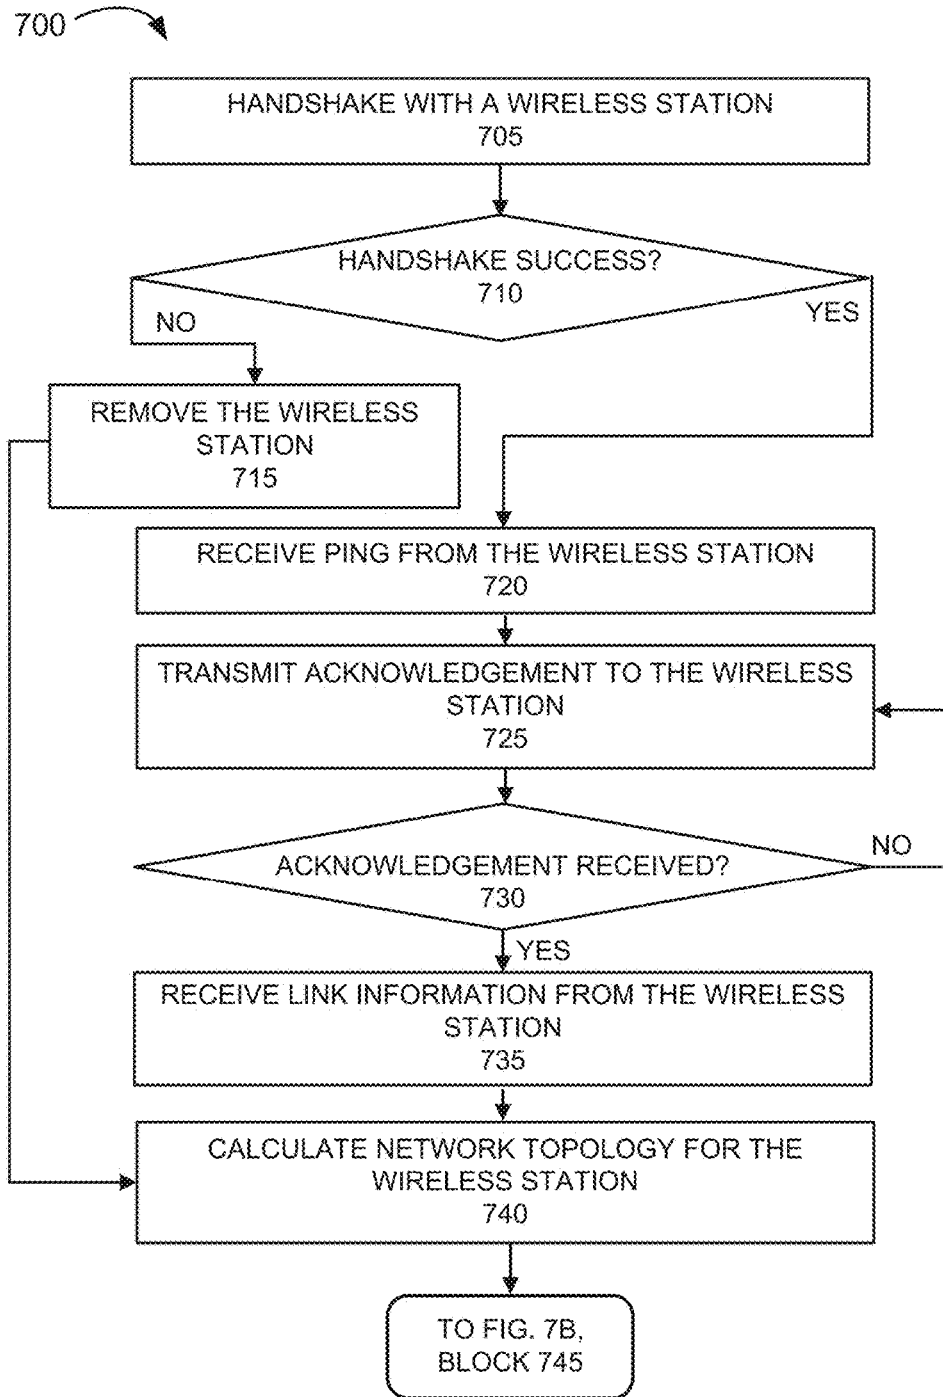 700
HANDSHAKE WITH A WIRELESS STATION
705
HANDSHAKE SUCCESS?
710
YES
NO
REMOVE THE WIRELESS
STATION
715
RECEIVE PING FROM THE WIRELESS STATION
720
TRANSMIT ACKNOWLEDGEMENT TO THE WIRELESS
STATION
725
NO
ACKNOWLEDGEMENT RECEIVED?
730
YES
RECEIVE LINK INFORMATION FROM THE WIRELESS
STATION
735
CALCULATE NETWORK TOPOLOGY FOR THE
WIRELESS STATION
740
TO FIG. 7B,
BLOCK 745